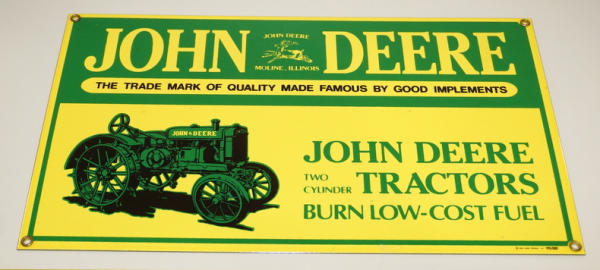 JOHN DEERE
JOHN DEERE
MOLINE, ILLINOIS
THE TRADE MARK OF QUALITY MADE FAMOUS BY GOOD IMPLEMENTS
JOHN DEERE
JOHN DEERE
TWO CYLINDER TRACTORS
BURN LOW-COST FUEL